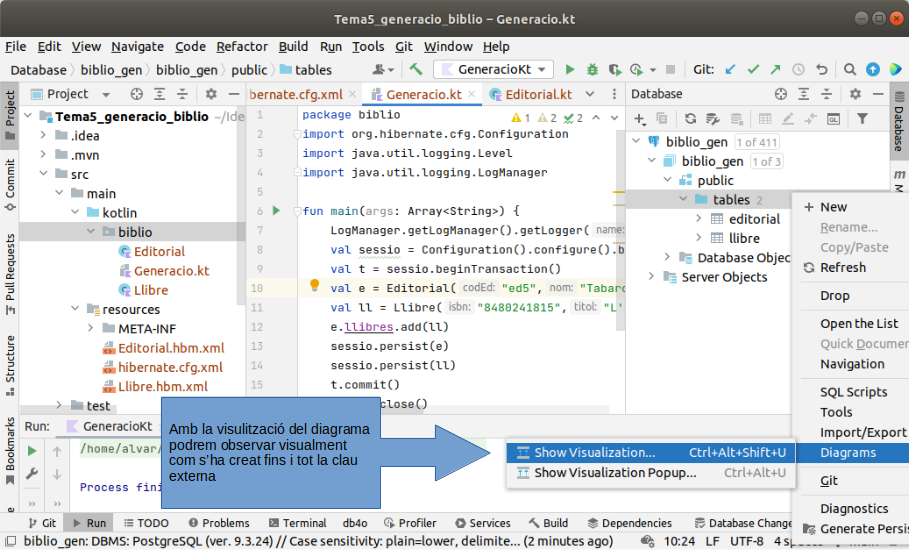 Tema5_generacio_biblio – Generacio.kt
File Edit View Navigate Code Refactor Build Run Tools Git Window Help
Database biblio_gen biblio_gen public tables GeneracioKt Git:
Project
bernate.cfg.xml Generacio.kt Editorial.kt
Database
Project
Commit
Pull Requests
Structure
Bookmarks
Tema5_generacio_biblio ~/Ide
.idea
.mvn
src
main
kotlin
biblio
Editorial
Generacio.kt
Llibre
resources
META-INF
Editorial.hbm.xml
hibernate.cfg.xml
Llibre.hbm.xml
test
1 package biblio
1 2 2
2 import org.hibernate.cfg.Configuration
3 import java.util.logging.Level
4 import java.util.logging.LogManager
5
6 fun main(args: Array<String>) {
7 LogManager.getLogManager().getLogger( name:
8 val sessio = Configuration().configure().b
9 val t = sessio.beginTransaction()
10 val e = Editorial( codEd: "ed5", nom: "Tabaro
11 val ll = Llibre( isbn: "8480241815", titol: "L'
12 e.llibres.add(ll)
13 sessio.persist(e)
14 sessio.persist(ll)
15 t.commit()
close()
biblio_gen 1 of 411
biblio_gen 1 of 3
public
tables 2
editorial
llibre
Database Objec
Server Objects
Database
m
New
Rename...
Copy/Paste
Refresh
Drop
Open the List
Quick Documen
Navigation
SQL Scripts
Tools
Import/Export
Diagrams
Git
Diagnostics
Generate Persis
Show Visualization... Ctrl+Alt+Shift+U
Show Visualization Popup... Ctrl+Alt+U
Run: GeneracioKt
/home/alvar/
Process fini
Amb la visulització del diagrama
podrem observar visualment
com s'ha creat fins i tot la clau
externa
Git Run TODO Problems Terminal db4o Profiler Services Build Dependencies Database Change
biblio_gen: DBMS: PostgreSQL (ver. 9.3.24) // Case sensitivity: plain=lower, delimite... (2 minutes ago) 10:24 LF UTF-8 4 spaces main